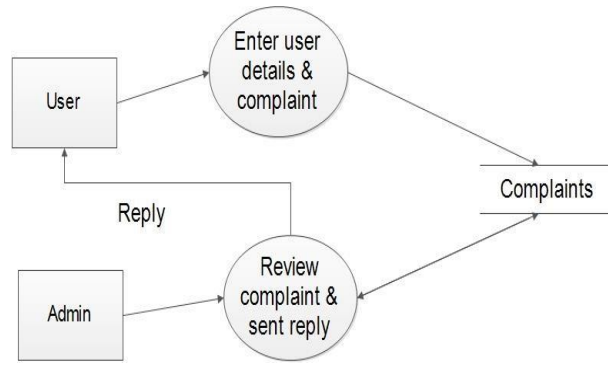 Enter user
details &
complaint
User
Complaints
Reply
Review
complaint &
sent reply
Admin